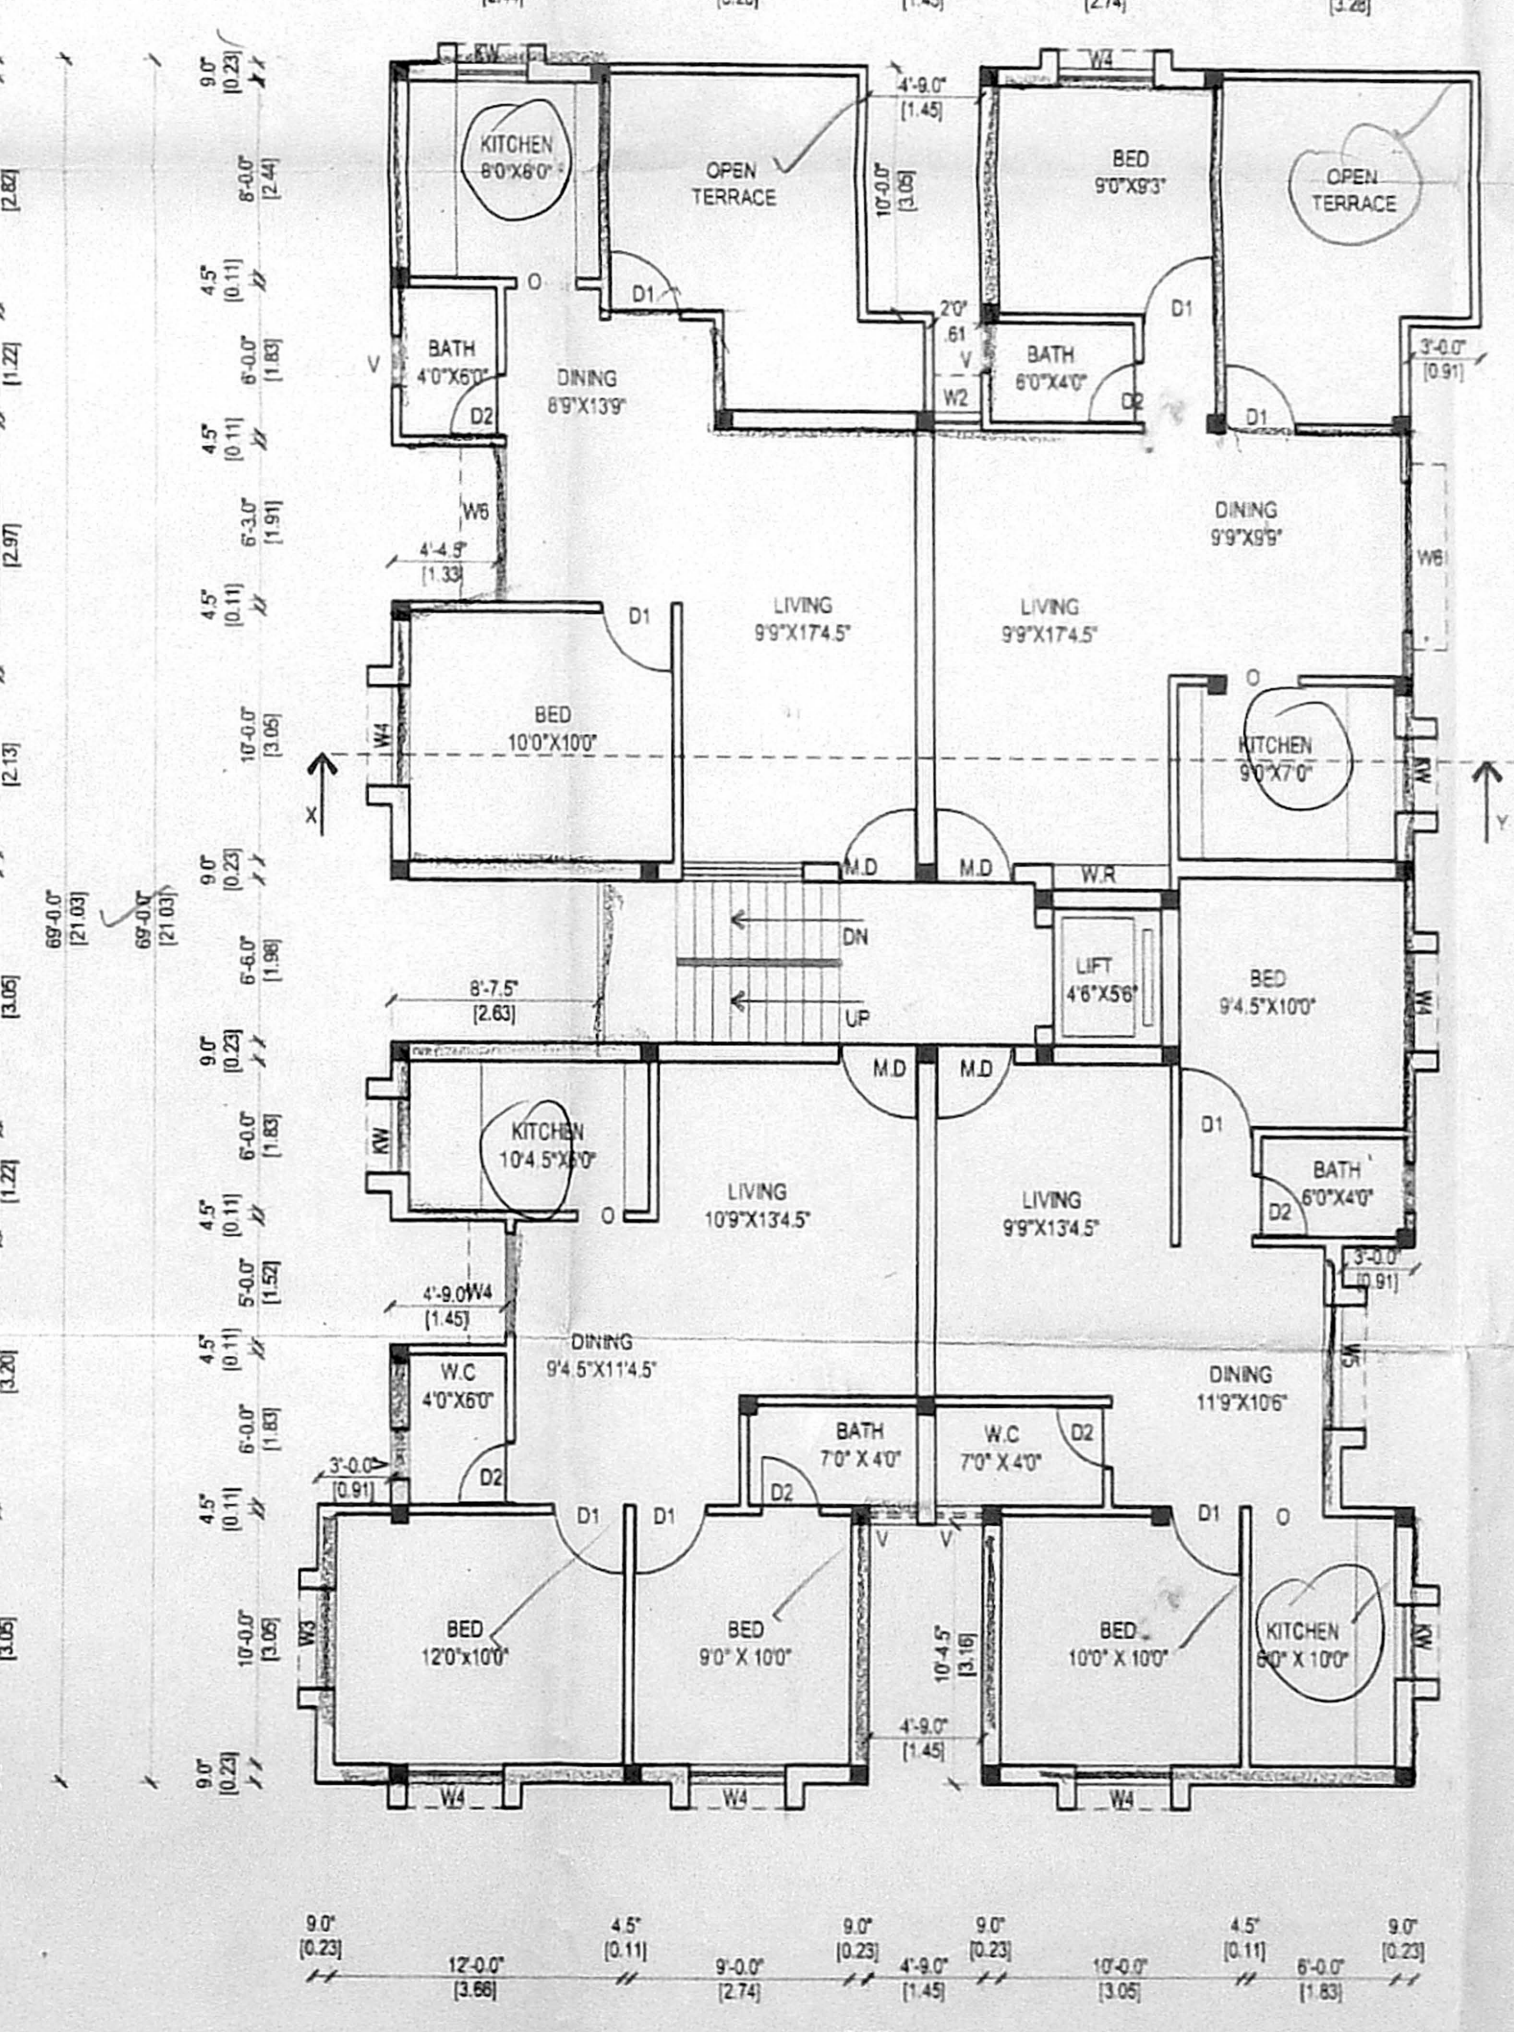 [3.28]
9.0"
[0.23]
KW
W4
4'-9.0"
[1.45]
KITCHEN
8'0"X8'0"
OPEN
TERRACE
BED
9'0"X9'3"
OPEN
TERRACE
8'-0.0"
[2.44]
10'-0.0"
[3.05]
[2.82]
4.5"
[0.11]
O
D1
D1
2'0"
.61
BATH
4'0"X6'0"
V
DINING
8'9"X13'9"
V
BATH
6'0"X4'0"
3'-0.0"
[0.91]
6'-0.0"
[1.83]
[1.22]
W2
D2
D2
D1
4.5"
[0.11]
W6
4'-4.5"
[1.33]
DINING
9'9"X9'9"
W6
6'-3.0"
[1.91]
[2.97]
4.5"
[0.11]
D1
LIVING
9'9"X17'4.5"
LIVING
9'9"X17'4.5"
O
BED
10'0"X10'0"
W4
KITCHEN
9'0"X7'0"
KW
10'-0.0"
[3.05]
[2.13]
X
Y
9.0"
[0.23]
M.D
M.D
W.R
69'-0.0"
[21.03]
69'-0.0"
[21.03]
6'-6.0"
[1.98]
DN
UP
LIFT
4'6"X5'6"
BED
9'4.5"X10'0"
W4
[3.05]
8'-7.5"
[2.63]
9.0"
[0.23]
M.D
M.D
D1
KITCHEN
KW
6'-0.0"
[1.83]
[1.22]
BATH
6'0"X4'0"
D2
LIVING
10'9"X13'4.5"
LIVING
9'9"X13'4.5"
O
4.5"
[0.11]
3'-0.0"
[0.91]
5'-0.0"
[1.52]
4'-9.0"
[1.45]
W4
4.5"
[0.11]
DINING
9'4.5"X11'4.5"
W5
DINING
11'9"X10'6"
[3.20]
W.C
4'0"X6'0"
6'-0.0"
[1.83]
BATH
7'0" X 4'0"
W.C
7'0" X 4'0"
D2
3'-0.0"
[0.91]
V
D2
D2
4.5"
[0.11]
D1
D1
V
V
D1
O
BED
12'0"x10'0"
BED
9'0" X 10'0"
BED
10'0" X 10'0"
KITCHEN
6'0" X 10'0"
W3
KW
10'-0.0"
[3.05]
[3.05]
10'-4.5"
[3.16]
4'-9.0"
[1.45]
9.0"
[0.23]
W4
W4
W4
9.0"
[0.23]
4.5"
[0.11]
9.0"
[0.23]
9.0"
[0.23]
4.5"
[0.11]
9.0"
[0.23]
12'-0.0"
[3.66]
9'-0.0"
[2.74]
4'-9.0"
[1.45]
10'-0.0"
[3.05]
6'-0.0"
[1.83]